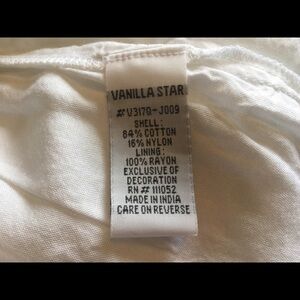 VANILLA STAR
#V317Q-J009
SHELL:
84% COTTON
16% NYLON
LINING:
100% RAYON
EXCLUSIVE OF
DECORATION
RN# 111052
MADE IN INDIA
CARE ON REVERSE